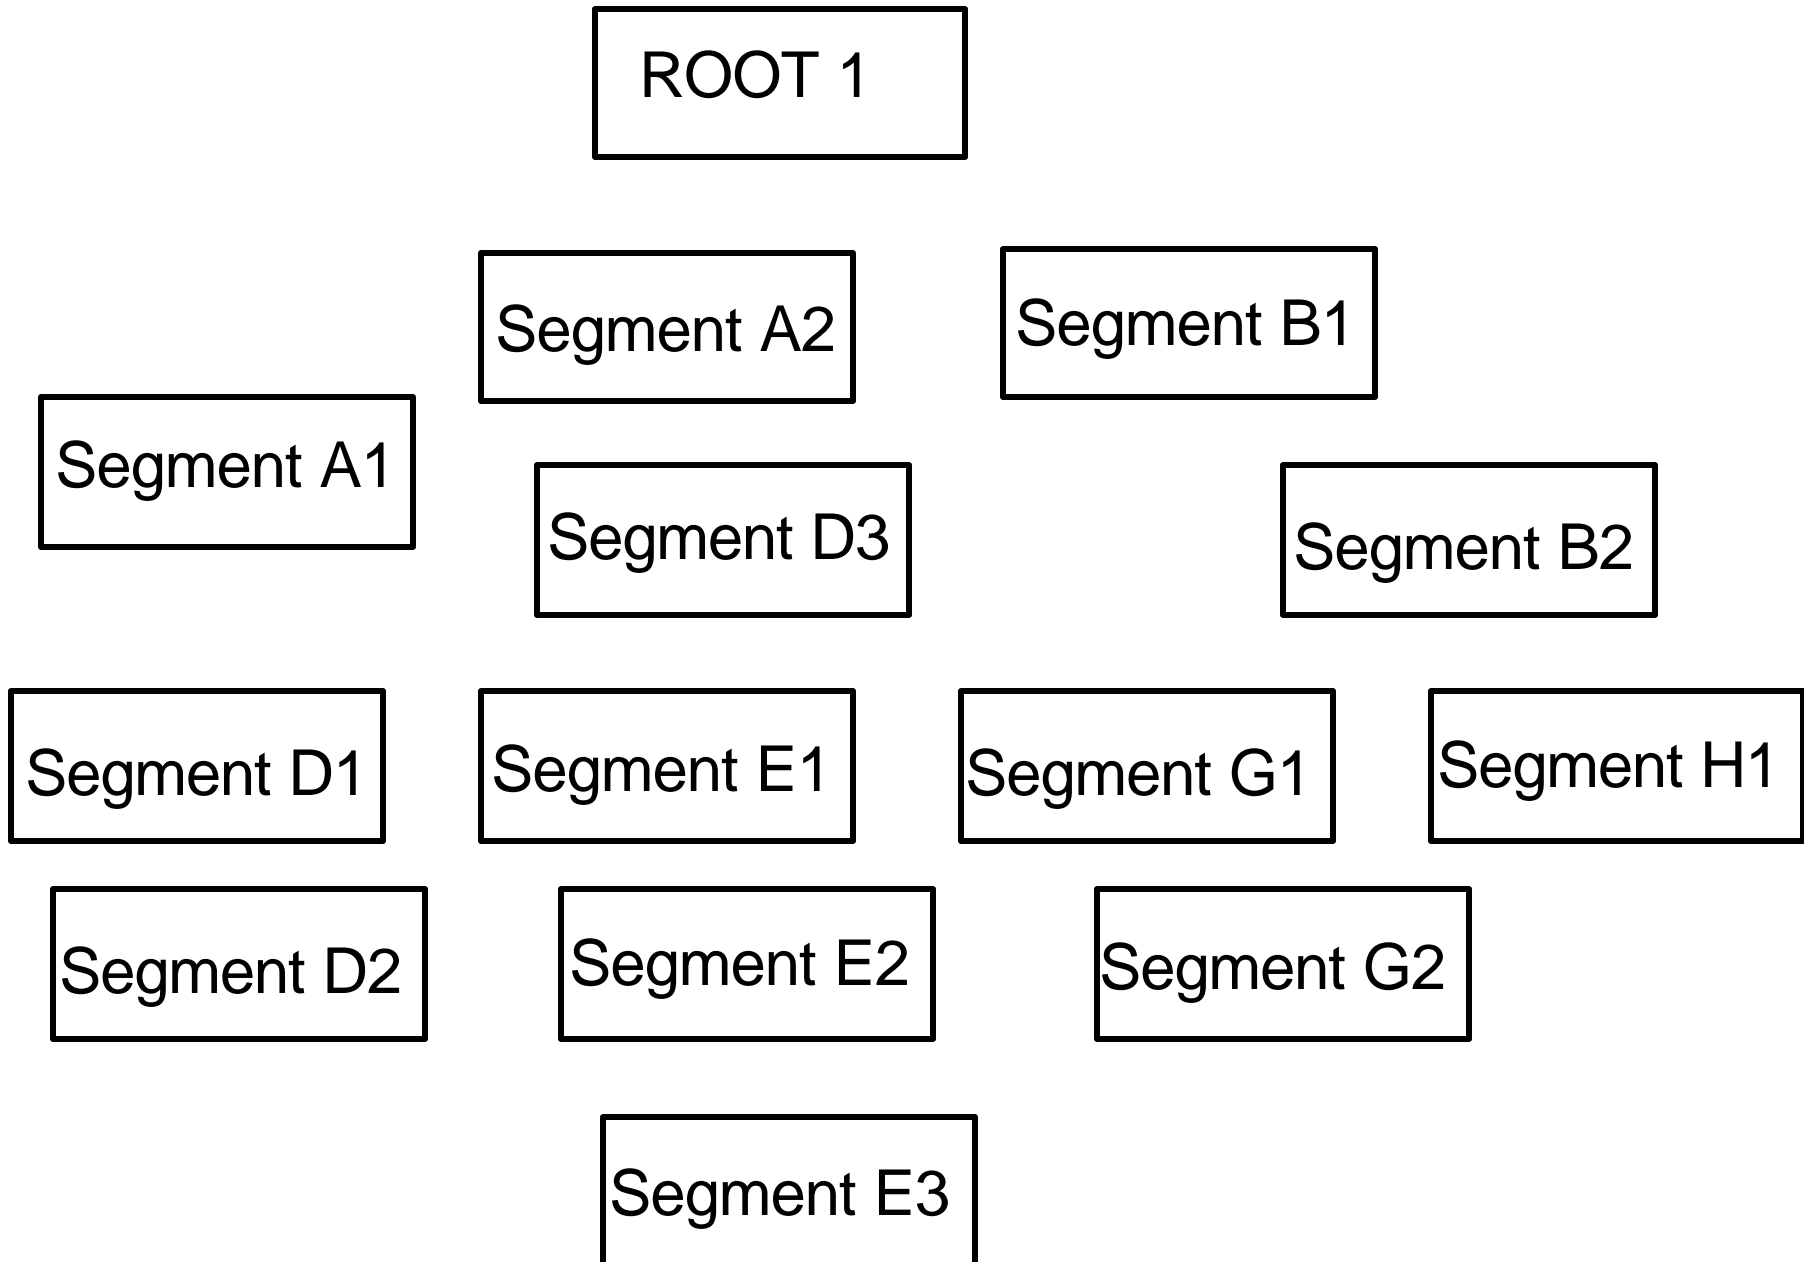 ROOT 1
Segment A2
Segment B1
Segment A1
Segment D3
Segment B2
Segment D1
Segment E1
Segment G1
Segment H1
Segment D2
Segment E2
Segment G2
Segment E3